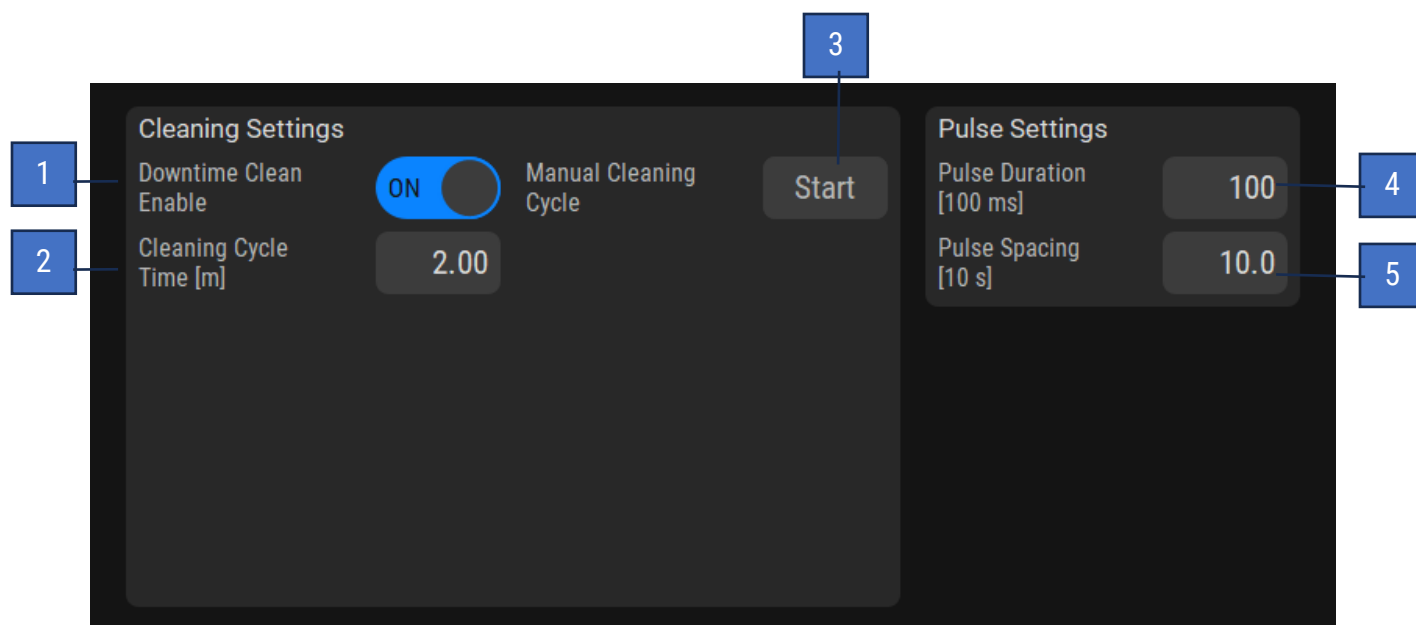 3
Cleaning Settings
1
Downtime Clean
Enable
ON
Manual Cleaning
Cycle
Start
2
Cleaning Cycle
Time [m]
2.00
Pulse Settings
Pulse Duration
[100 ms]
100
4
Pulse Spacing
[10 s]
10.0
5